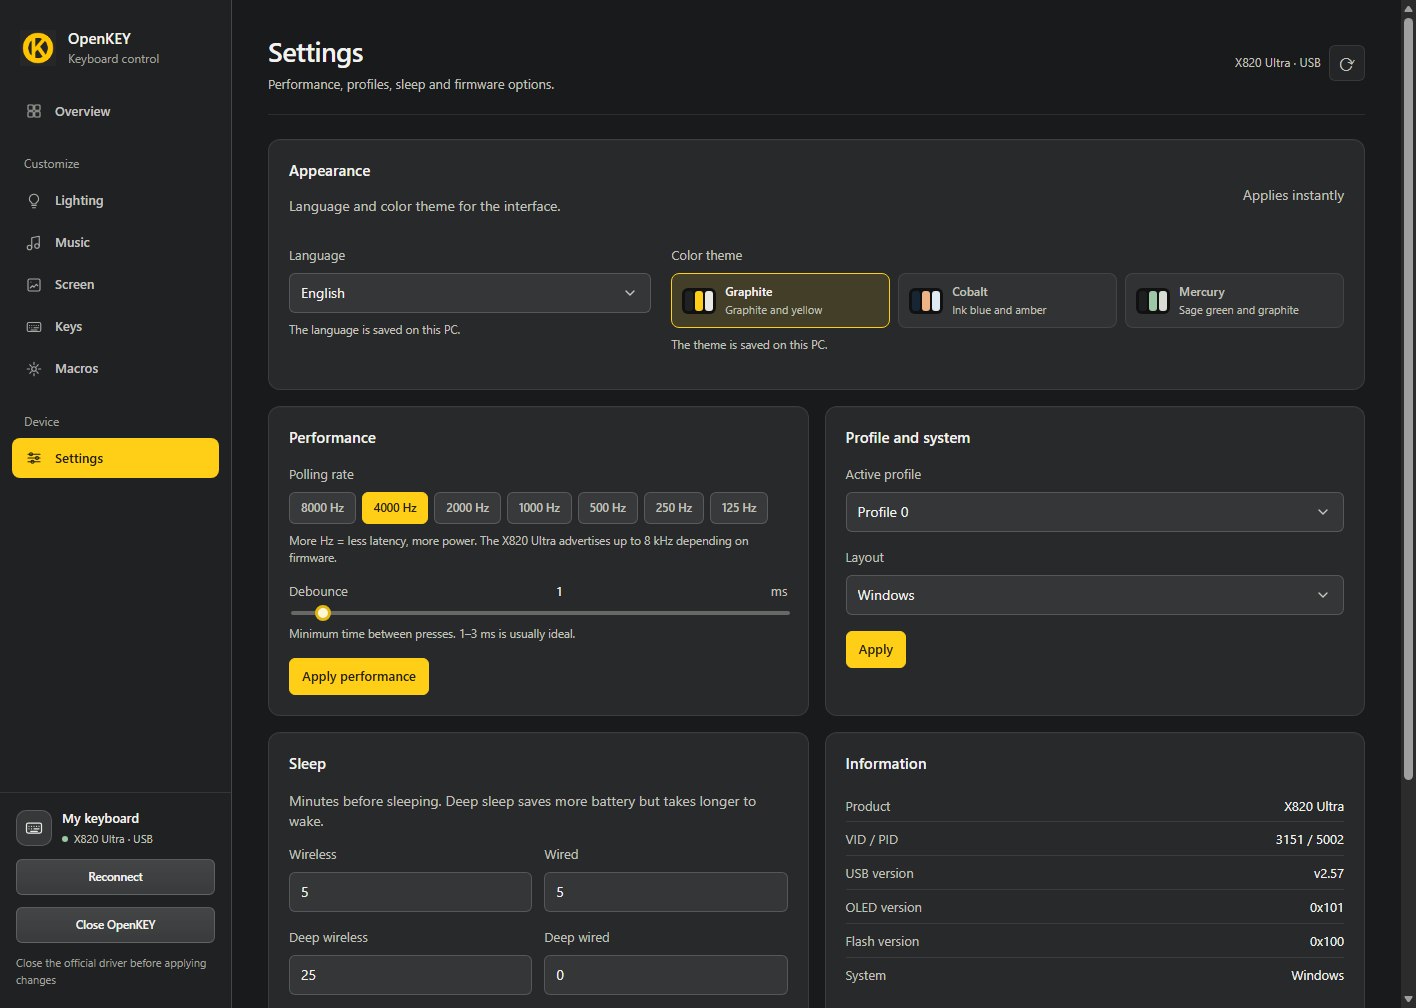 OpenKEY
Keyboard control
Overview
Customize
Lighting
Music
Screen
Keys
Macros
Device
Settings
My keyboard
X820 Ultra · USB
Reconnect
Close OpenKEY
Close the official driver before applying
changes
Settings
Performance, profiles, sleep and firmware options.
X820 Ultra · USB
Appearance
Language and color theme for the interface.
Applies instantly
Language
English
The language is saved on this PC.
Color theme
Graphite
Graphite and yellow
Cobalt
Ink blue and amber
Mercury
Sage green and graphite
The theme is saved on this PC.
Performance
Polling rate
8000 Hz
4000 Hz
2000 Hz
1000 Hz
500 Hz
250 Hz
125 Hz
More Hz = less latency, more power. The X820 Ultra advertises up to 8 kHz depending on
firmware.
Debounce 1 ms
Minimum time between presses. 1–3 ms is usually ideal.
Apply performance
Profile and system
Active profile
Profile 0
Layout
Windows
Apply
Sleep
Minutes before sleeping. Deep sleep saves more battery but takes longer to
wake.
Wireless
5
Wired
5
Deep wireless
25
Deep wired
0
Information
Product X820 Ultra
VID / PID 3151 / 5002
USB version v2.57
OLED version 0x101
Flash version 0x100
System Windows